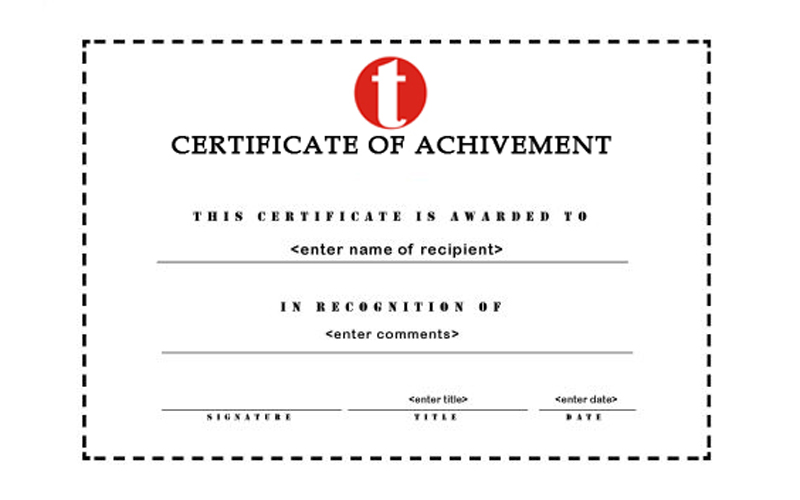 t
CERTIFICATE OF ACHIVEMENT
THIS CERTIFICATE IS AWARDED TO
<enter name of recipient>
IN RECOGNITION OF
<enter comments>
<enter title> <enter date>
SIGNATURE TITLE DATE